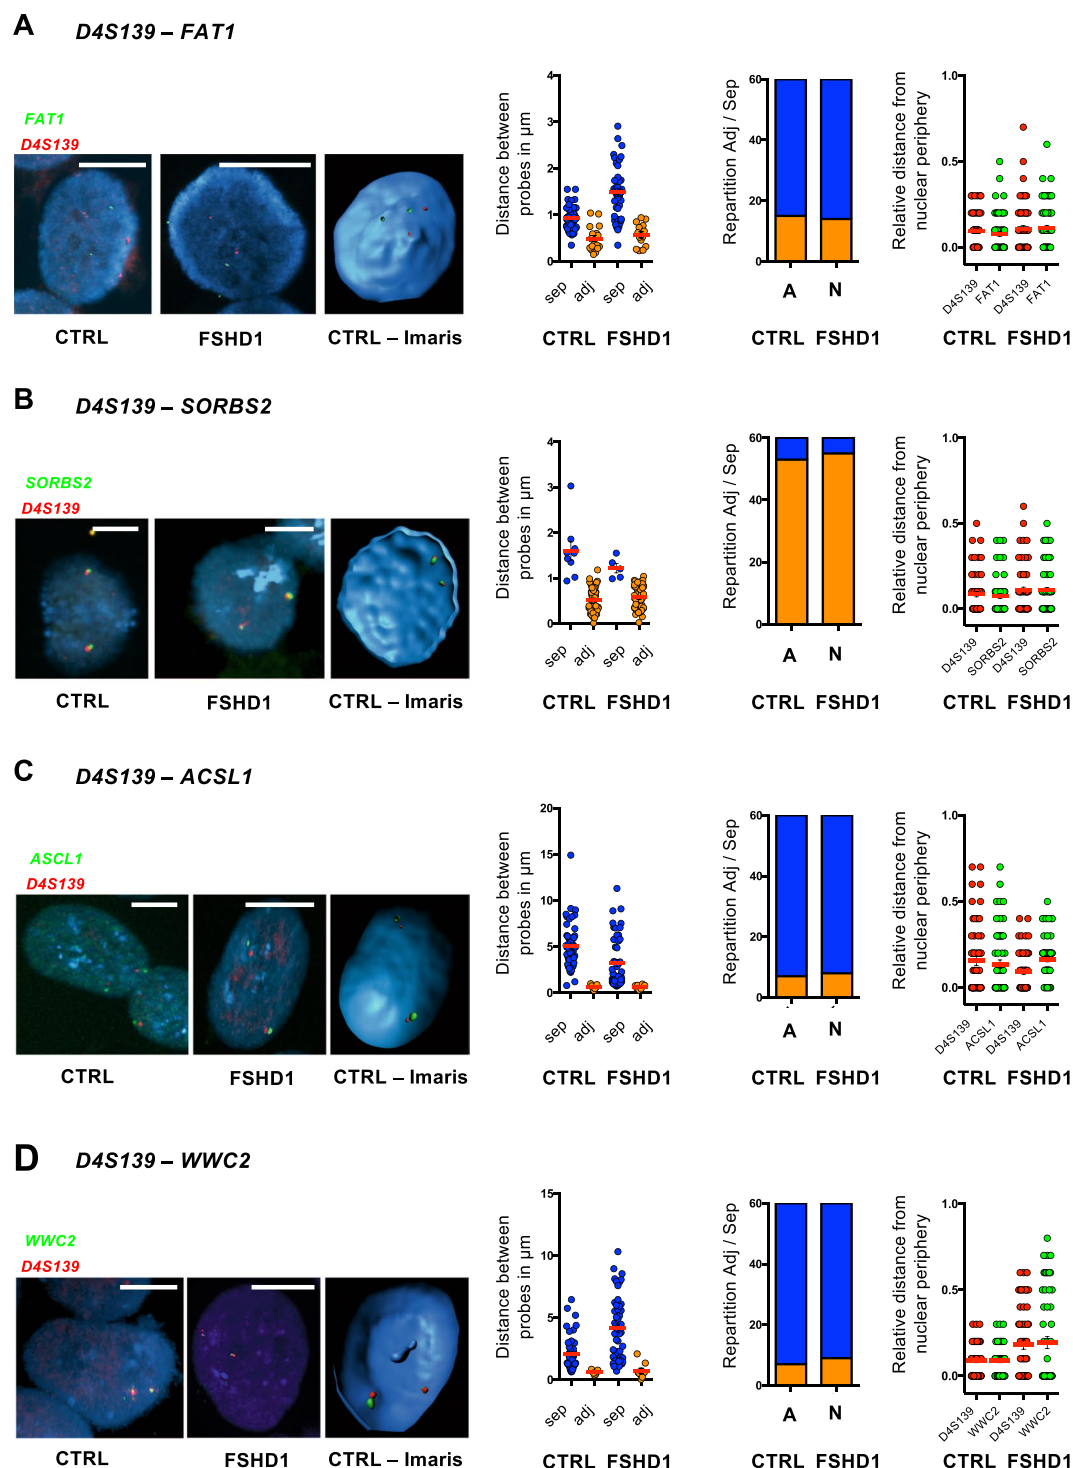 A D4S139 – FAT1
FAT1
D4S139
CTRL
FSHD1
CTRL – Imaris
Distance between
probes in µm
4
3
2
1
0
sep adj sep adj
CTRL FSHD1
Repartition Adj / Sep
60
40
20
0
A N
CTRL FSHD1
Relative distance from
nuclear periphery
1.0
0.5
0.0
D4S139 FAT1 D4S139 FAT1
CTRL FSHD1
B D4S139 – SORBS2
SORBS2
D4S139
CTRL
FSHD1
CTRL – Imaris
Distance between
probes in µm
4
3
2
1
0
sep adj sep adj
CTRL FSHD1
Repartition Adj / Sep
60
40
20
0
A N
CTRL FSHD1
Relative distance from
nuclear periphery
1.0
0.5
0.0
D4S139 SORBS2 D4S139 SORBS2
CTRL FSHD1
C D4S139 – ACSL1
ASCL1
D4S139
CTRL
FSHD1
CTRL – Imaris
Distance between
probes in µm
20
15
10
5
0
sep adj sep adj
CTRL FSHD1
Repartition Adj / Sep
60
40
20
0
A N
CTRL FSHD1
Relative distance from
nuclear periphery
1.0
0.5
0.0
D4S139 ACSL1 D4S139 ACSL1
CTRL FSHD1
D D4S139 – WWC2
WWC2
D4S139
CTRL
FSHD1
CTRL – Imaris
Distance between
probes in µm
15
10
5
0
sep adj sep adj
CTRL FSHD1
Repartition Adj / Sep
60
40
20
0
A N
CTRL FSHD1
Relative distance from
nuclear periphery
1.0
0.5
0.0
D4S139 WWC2 D4S139 WWC2
CTRL FSHD1